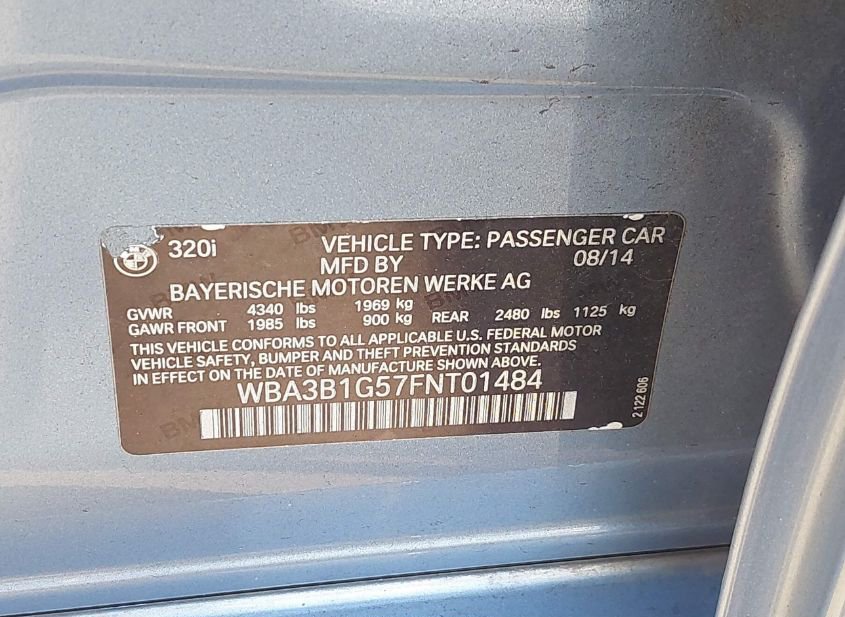 320i VEHICLE TYPE: PASSENGER CAR
MFD BY 08/14
BAYERISCHE MOTOREN WERKE AG
GVWR 4340 lbs 1969 kg
GAWR FRONT 1985 lbs 900 kg REAR 2480 lbs 1125 kg
THIS VEHICLE CONFORMS TO ALL APPLICABLE U.S. FEDERAL MOTOR
VEHICLE SAFETY, BUMPER AND THEFT PREVENTION STANDARDS
IN EFFECT ON THE DATE OF MANUFACTURE SHOWN ABOVE.
WBA3B1G57FNT01484
2 122 606